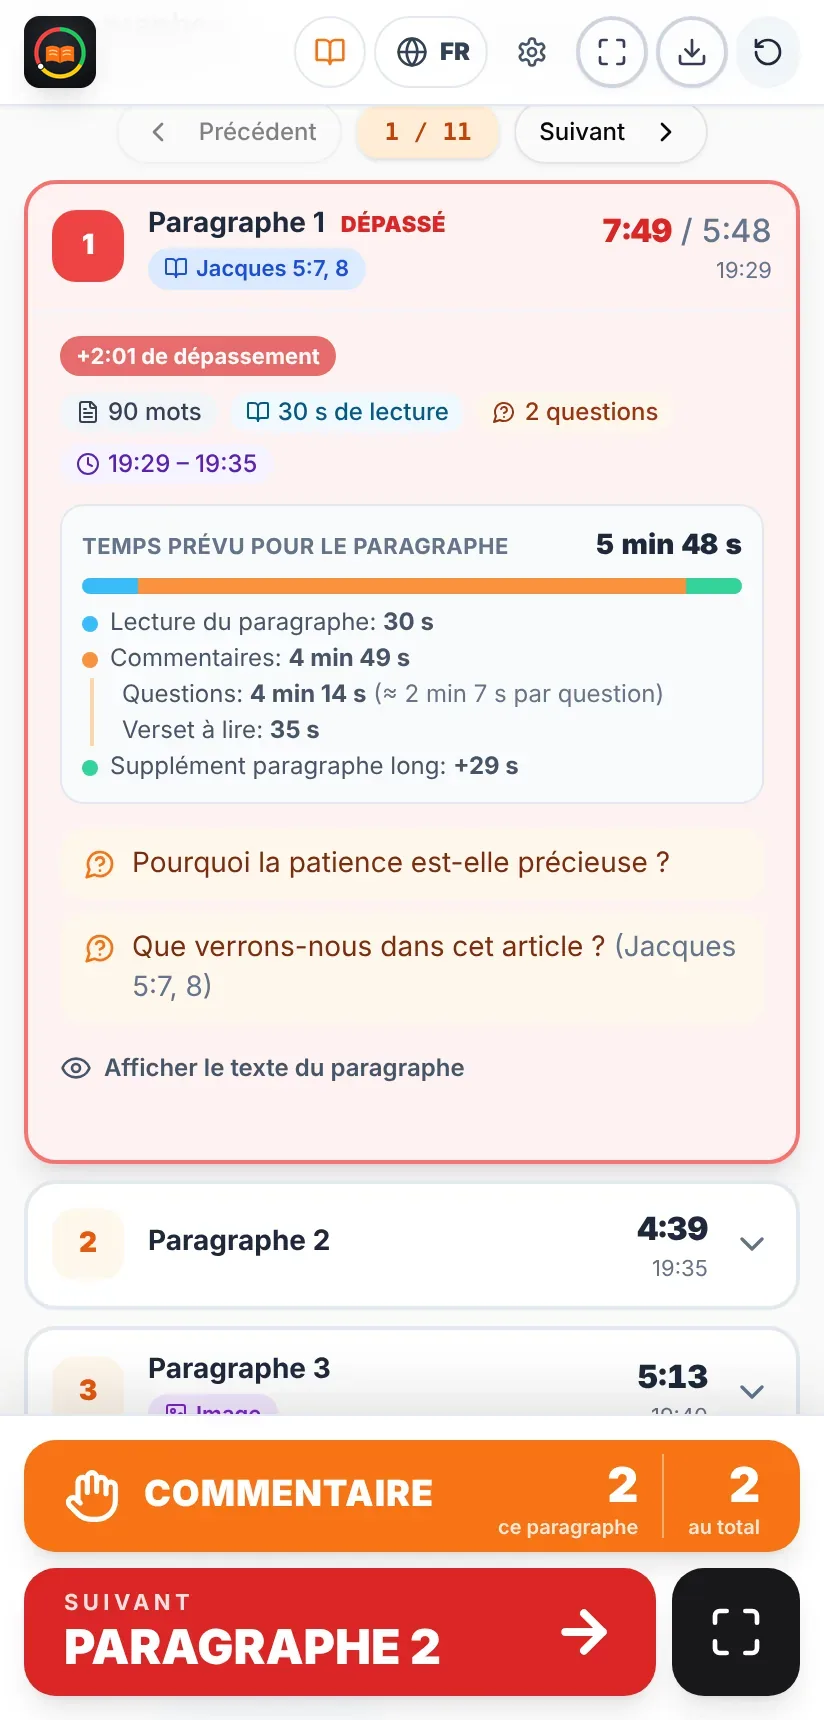 FR
Précédent
1 / 11
Suivant
1
Paragraphe 1 DÉPASSÉ
7:49 / 5:48
Jacques 5:7, 8
19:29
+2:01 de dépassement
90 mots
30 s de lecture
2 questions
19:29 – 19:35
TEMPS PRÉVU POUR LE PARAGRAPHE
5 min 48 s
Lecture du paragraphe: 30 s
Commentaires: 4 min 49 s
Questions: 4 min 14 s (≈ 2 min 7 s par question)
Verset à lire: 35 s
Supplément paragraphe long: +29 s
Pourquoi la patience est-elle précieuse ?
Que verrons-nous dans cet article ? (Jacques
5:7, 8)
Afficher le texte du paragraphe
2
Paragraphe 2
4:39
19:35
3
Paragraphe 3
5:13
Image
19:40
COMMENTAIRE
2
ce paragraphe
2
au total
SUIVANT
PARAGRAPHE 2